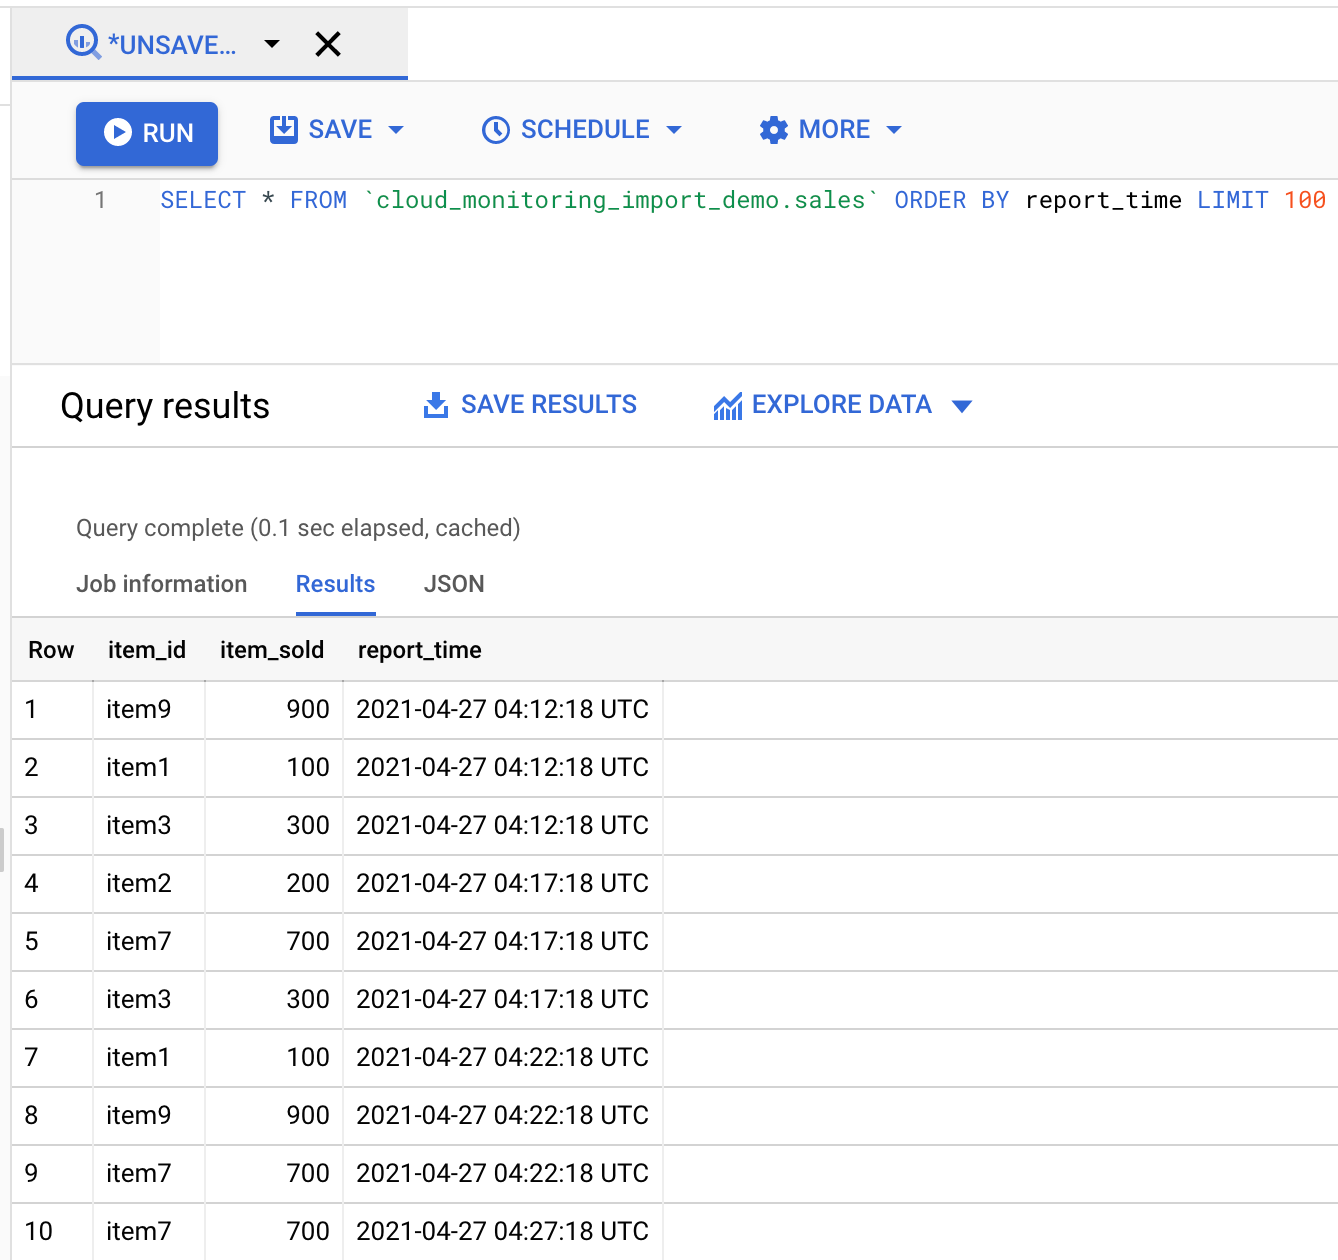 *UNSAVE...
RUN SAVE SCHEDULE MORE
1 SELECT * FROM `cloud_monitoring_import_demo.sales` ORDER BY report_time LIMIT 100
Query results SAVE RESULTS EXPLORE DATA
Query complete (0.1 sec elapsed, cached)
Job information Results JSON
Row item_id item_sold report_time
1 item9 900 2021-04-27 04:12:18 UTC
2 item1 100 2021-04-27 04:12:18 UTC
3 item3 300 2021-04-27 04:12:18 UTC
4 item2 200 2021-04-27 04:17:18 UTC
5 item7 700 2021-04-27 04:17:18 UTC
6 item3 300 2021-04-27 04:17:18 UTC
7 item1 100 2021-04-27 04:22:18 UTC
8 item9 900 2021-04-27 04:22:18 UTC
9 item7 700 2021-04-27 04:22:18 UTC
10 item7 700 2021-04-27 04:27:18 UTC